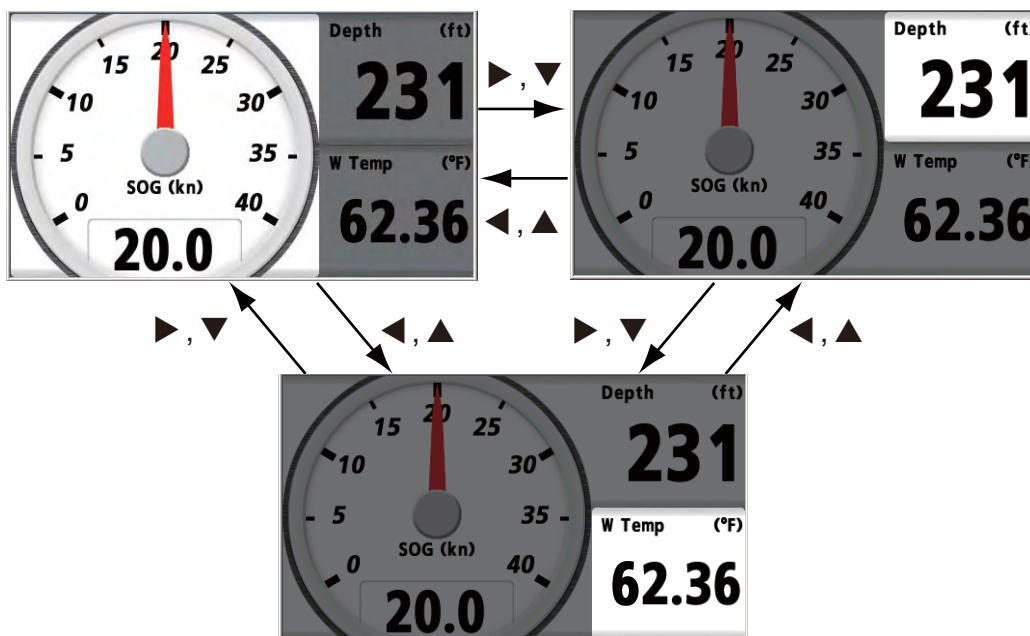 Depth (ft)
231
W Temp (°F)
62.36
0 5 10 15 20 25 30 35 40
SOG (kn)
20.0
▶, ▼
◀, ▲
Depth (ft)
231
W Temp (°F)
62.36
0 5 10 15 20 25 30 35 40
SOG (kn)
20.0
▶, ▼
◀, ▲
▶, ▼
◀, ▲
Depth (ft)
231
W Temp (°F)
62.36
0 5 10 15 20 25 30 35 40
SOG (kn)
20.0